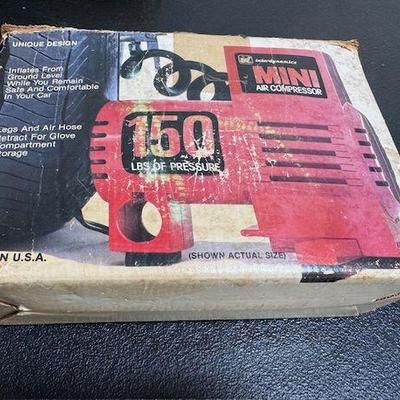 UNIQUE DESIGN
Inflates From
Ground Level
While You Remain
Safe And Comfortable
In Your Car
Legs And Air Hose
Retract For Glove
Compartment
Storage
N U.S.A.
interdynamics
MINI
AIR COMPRESSOR
150
LBS OF PRESSURE
(SHOWN ACTUAL SIZE)